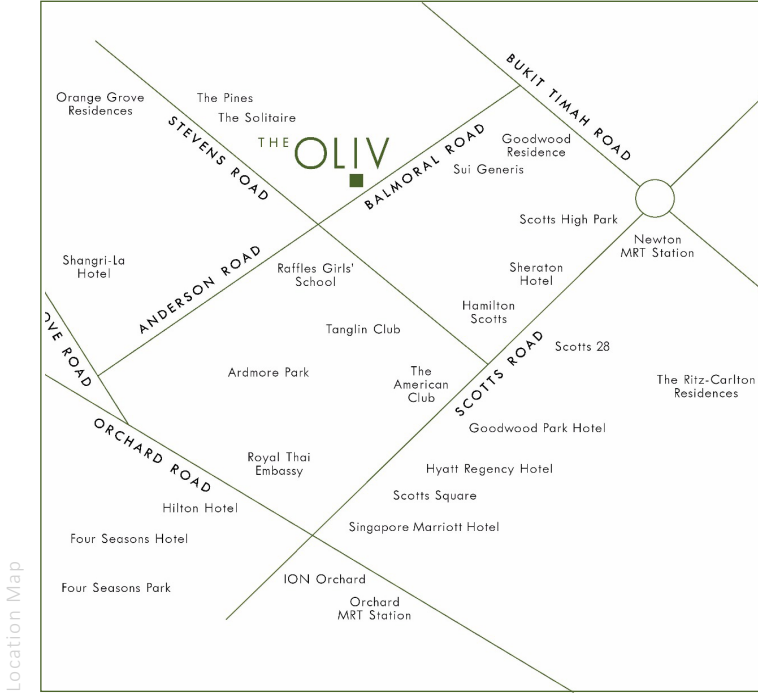 BUKIT TIMAH ROAD
Orange Grove
Residences
The Pines
The Solitaire
STEVENS ROAD
THE OLIV
BALMORAL ROAD
Goodwood
Residence
Sui Generis
Scotts High Park
Newton
MRT Station
Shangri-La
Hotel
ANDERSON ROAD
Raffles Girls'
School
Sheraton
Hotel
Hamilton
Scotts
OVE ROAD
Tanglin Club
Scotts 28
SCOTTS ROAD
Ardmore Park
The
American
Club
The Ritz-Carlton
Residences
ORCHARD ROAD
Goodwood Park Hotel
Royal Thai
Embassy
Hyatt Regency Hotel
Scotts Square
Hilton Hotel
Singapore Marriott Hotel
Four Seasons Hotel
ION Orchard
Four Seasons Park
Orchard
MRT Station
Location Map